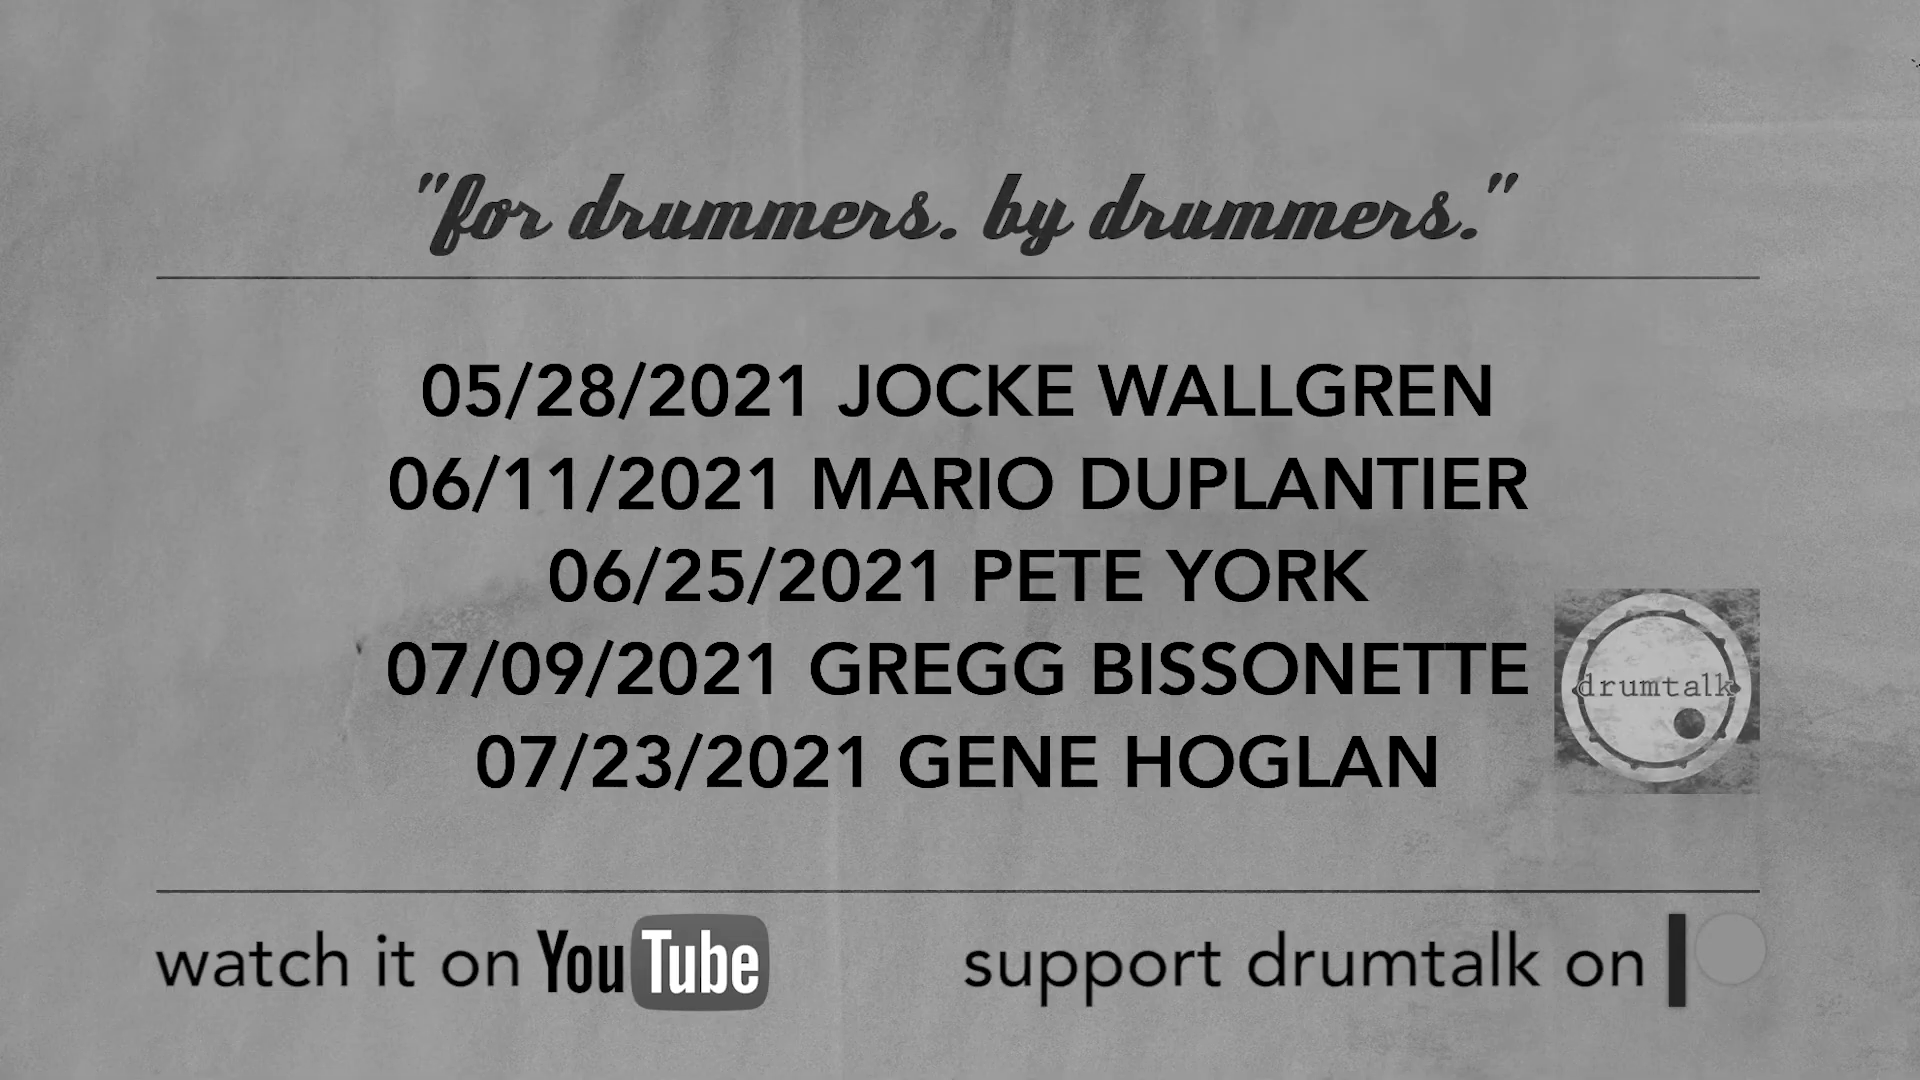 "for drummers. by drummers."
05/28/2021 JOCKE WALLGREN
06/11/2021 MARIO DUPLANTIER
06/25/2021 PETE YORK
07/09/2021 GREGG BISSONETTE
07/23/2021 GENE HOGLAN
drumtalk
watch it on YouTube
support drumtalk on